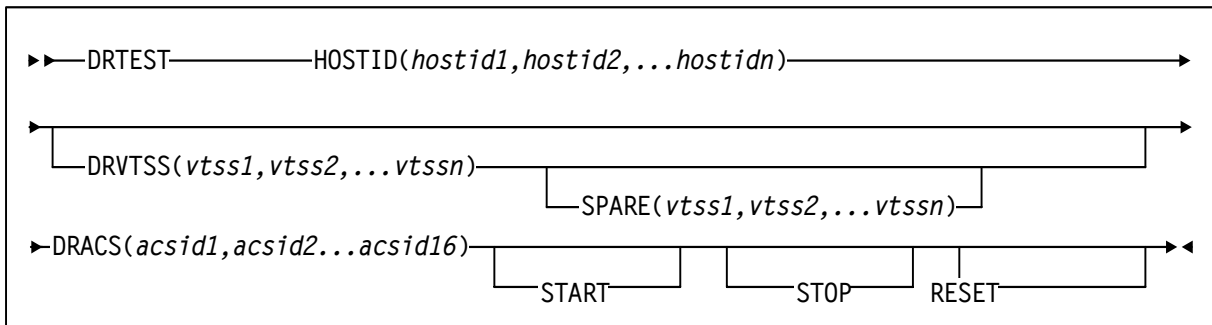 DRTEST HOSTID(hostid1,hostid2,...hostidn)
DRVTSS(vtss1,vtss2,...vtssn)
SPARE(vtss1,vtss2,...vtssn)
DRACS(acsid1,acsid2...acsid16)
START STOP RESET